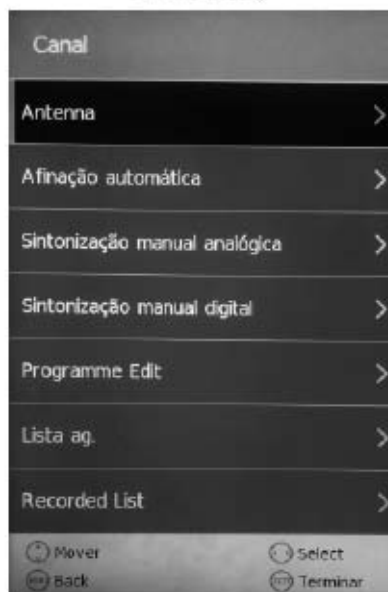 Canal
Antenna
Afinação automática
Sintonização manual analógica
Sintonização manual digital
Programme Edit
Lista ag.
Recorded List
Mover Select
Back Terminar